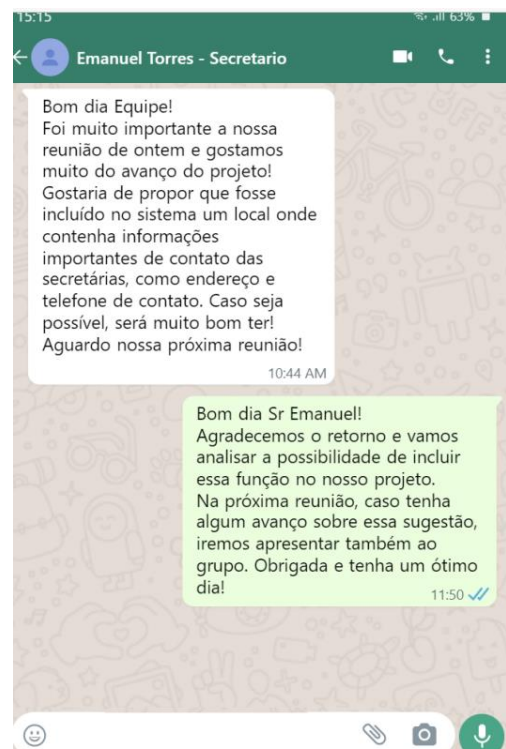 15:15
63%
Emanuel Torres - Secretario
Bom dia Equipe!
Foi muito importante a nossa
reunião de ontem e gostamos
muito do avanço do projeto!
Gostaria de propor que fosse
incluído no sistema um local onde
contenha informações
importantes de contato das
secretárias, como endereço e
telefone de contato. Caso seja
possível, será muito bom ter!
Aguardo nossa próxima reunião!
10:44 AM
Bom dia Sr Emanuel!
Agradecemos o retorno e vamos
analisar a possibilidade de incluir
essa função no nosso projeto.
Na próxima reunião, caso tenha
algum avanço sobre essa sugestão,
iremos apresentar também ao
grupo. Obrigada e tenha um ótimo
dia!
11:50